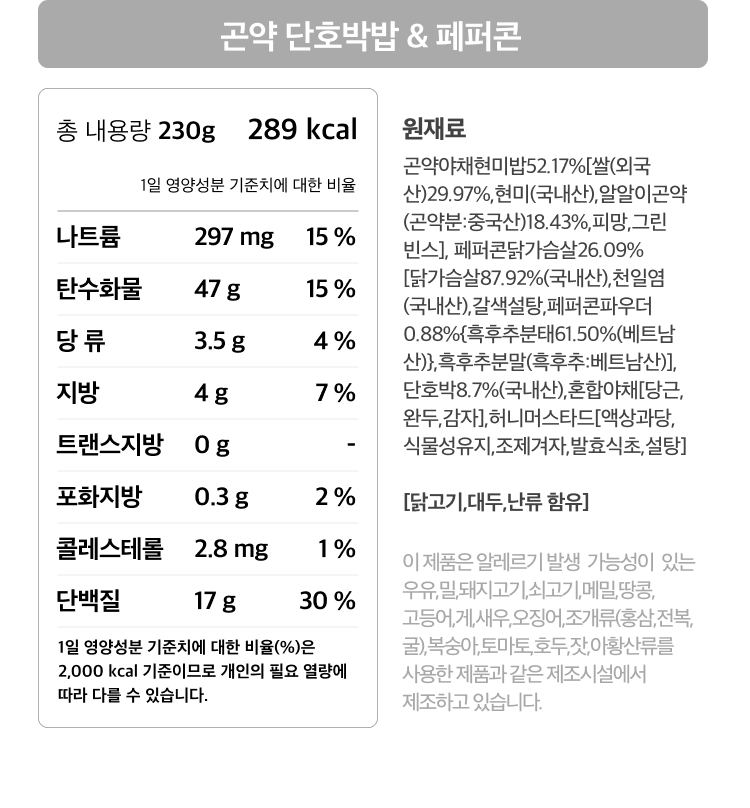 곤약 단호박밥 & 페퍼콘
총 내용량 230g 289 kcal
1일 영양성분 기준치에 대한 비율
나트륨 297 mg 15 %
탄수화물 47 g 15 %
당 류 3.5 g 4 %
지방 4 g 7 %
트랜스지방 0 g -
포화지방 0.3 g 2 %
콜레스테롤 2.8 mg 1 %
단백질 17 g 30 %
1일 영양성분 기준치에 대한 비율(%)은
2,000 kcal 기준이므로 개인의 필요 열량에
따라 다를 수 있습니다.
원재료
곤약야채현미밥52.17%[쌀(외국
산)29.97%,현미(국내산),알알이곤약
(곤약분:중국산)18.43%,피망,그린
빈스], 페퍼콘닭가슴살26.09%
[닭가슴살87.92%(국내산),천일염
(국내산),갈색설탕,페퍼콘파우더
0.88%{흑후추분태61.50%(베트남
산)},흑후추분말(흑후추:베트남산)],
단호박8.7%(국내산),혼합야채[당근,
완두,감자],허니머스타드[액상과당,
식물성유지,조제겨자,발효식초,설탕]
[닭고기,대두,난류 함유]
이 제품은 알레르기 발생 가능성이 있는
우유,밀,돼지고기,쇠고기,메밀,땅콩,
고등어,게,새우,오징어,조개류(홍삼,전복,
굴),복숭아,토마토,호두,잣,아황산류를
사용한 제품과 같은 제조시설에서
제조하고 있습니다.